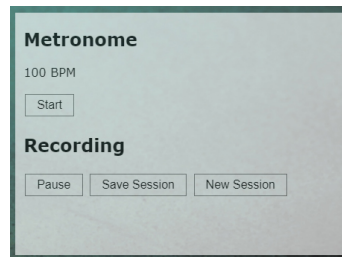 Metronome
100 BPM
Start
Recording
Pause Save Session New Session